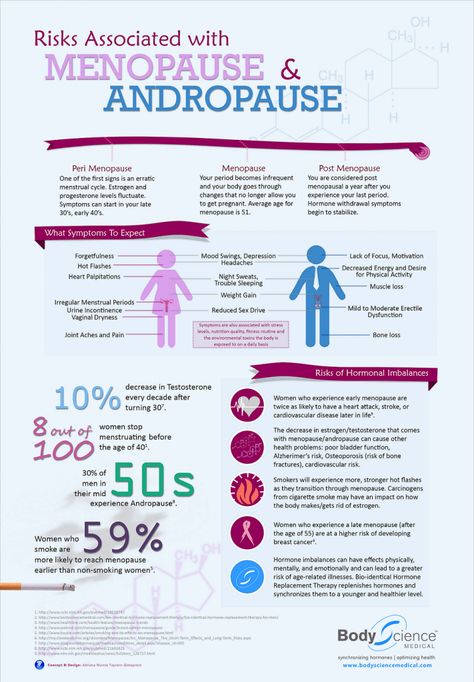 Risks Associated with
MENOPAUSE &
ANDROPAUSE
Peri Menopause
One of the first signs is an erratic
menstrual cycle. Estrogen and
progesterone levels fluctuate.
Symptoms can start in your late
30's, early 40's.
Menopause
Your period becomes infrequent
and your body goes through
changes that no longer allow you
to get pregnant. Average age for
menopause is 51.
Post Menopause
You are considered post
menopausal a year after you
experience your last period.
Hormone withdrawal symptoms
begin to stabilize.
What Symptoms To Expect
Forgetfulness
Hot Flashes
Heart Palpitations
Irregular Menstrual Periods
Urine Incontinence
Vaginal Dryness
Joint Aches and Pain
Mood Swings, Depression
Headaches
Night Sweats,
Trouble Sleeping
Weight Gain
Reduced Sex Drive
Symptoms are also associated with stress
levels, nutrition quality, fitness routine and
the environmental toxins the body is
exposed to on a daily basis
Lack of Focus, Motivation
Decreased Energy and Desire
for Physical Activity
Muscle loss
Mild to Moderate Erectile
Dysfunction
Bone loss
10% decrease in Testosterone
every decade after
turning 30⁷.
8 out of
100
women stop
menstruating before
the age of 40¹.
30% of
men in
their mid
50s
experience Andropause⁸.
Women who
smoke are
59%
more likely to reach menopause
earlier than non-smoking women⁵.
Risks of Hormonal Imbalances
Women who experience early menopause are
twice as likely to have a heart attack, stroke, or
cardiovascular disease later in life⁶.
The decrease in estrogen/testosterone that comes
with menopause/andropause can cause other
health problems: poor bladder function,
Alzheimer's risk, Osteoporosis (risk of bone
fractures), cardiovascular risk.
Smokers will experience more, stronger hot flashes
as they transition through menopause. Carcinogens
from cigarette smoke may have an impact on how
the body makes/gets rid of estrogen.
Women who experience a late menopause (after
the age of 55) are at a higher risk of developing
breast cancer⁴.
Hormone imbalances can have effects physically,
mentally, and emotionally and can lead to a greater
risk of age-related illnesses. Bio-identical Hormone
Replacement Therapy replenishes hormones and
synchronizes them to a younger and healthier level.
BodyScience™
MEDICAL
synchronizing hormones | optimizing health
www.bodysciencemedical.com